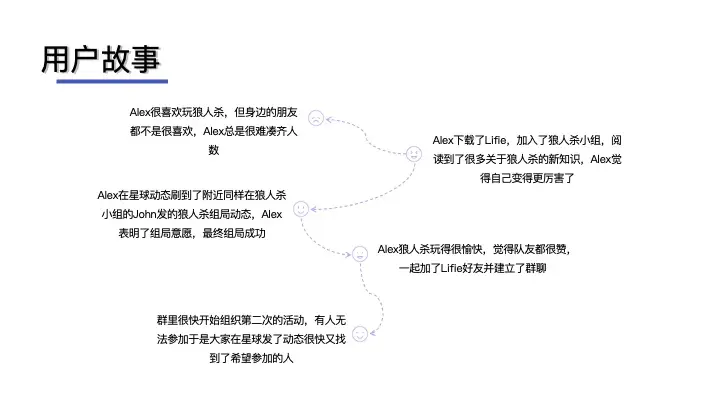 用户故事
Alex很喜欢玩狼人杀，但身边的朋友
都不是很喜欢，Alex总是很难凑齐人
数
Alex下载了Lifie，加入了狼人杀小组，阅
读到了很多关于狼人杀的新知识，Alex觉
得自己变得更厉害了
Alex在星球动态刷到了附近同样在狼人杀
小组的John发的狼人杀组局动态，Alex
表明了组局意愿，最终组局成功
Alex狼人杀玩得很愉快，觉得队友都很赞，
一起加了Lifie好友并建立了群聊
群里很快开始组织第二次的活动，有人无
法参加于是大家在星球发了动态很快又找
到了希望参加的人